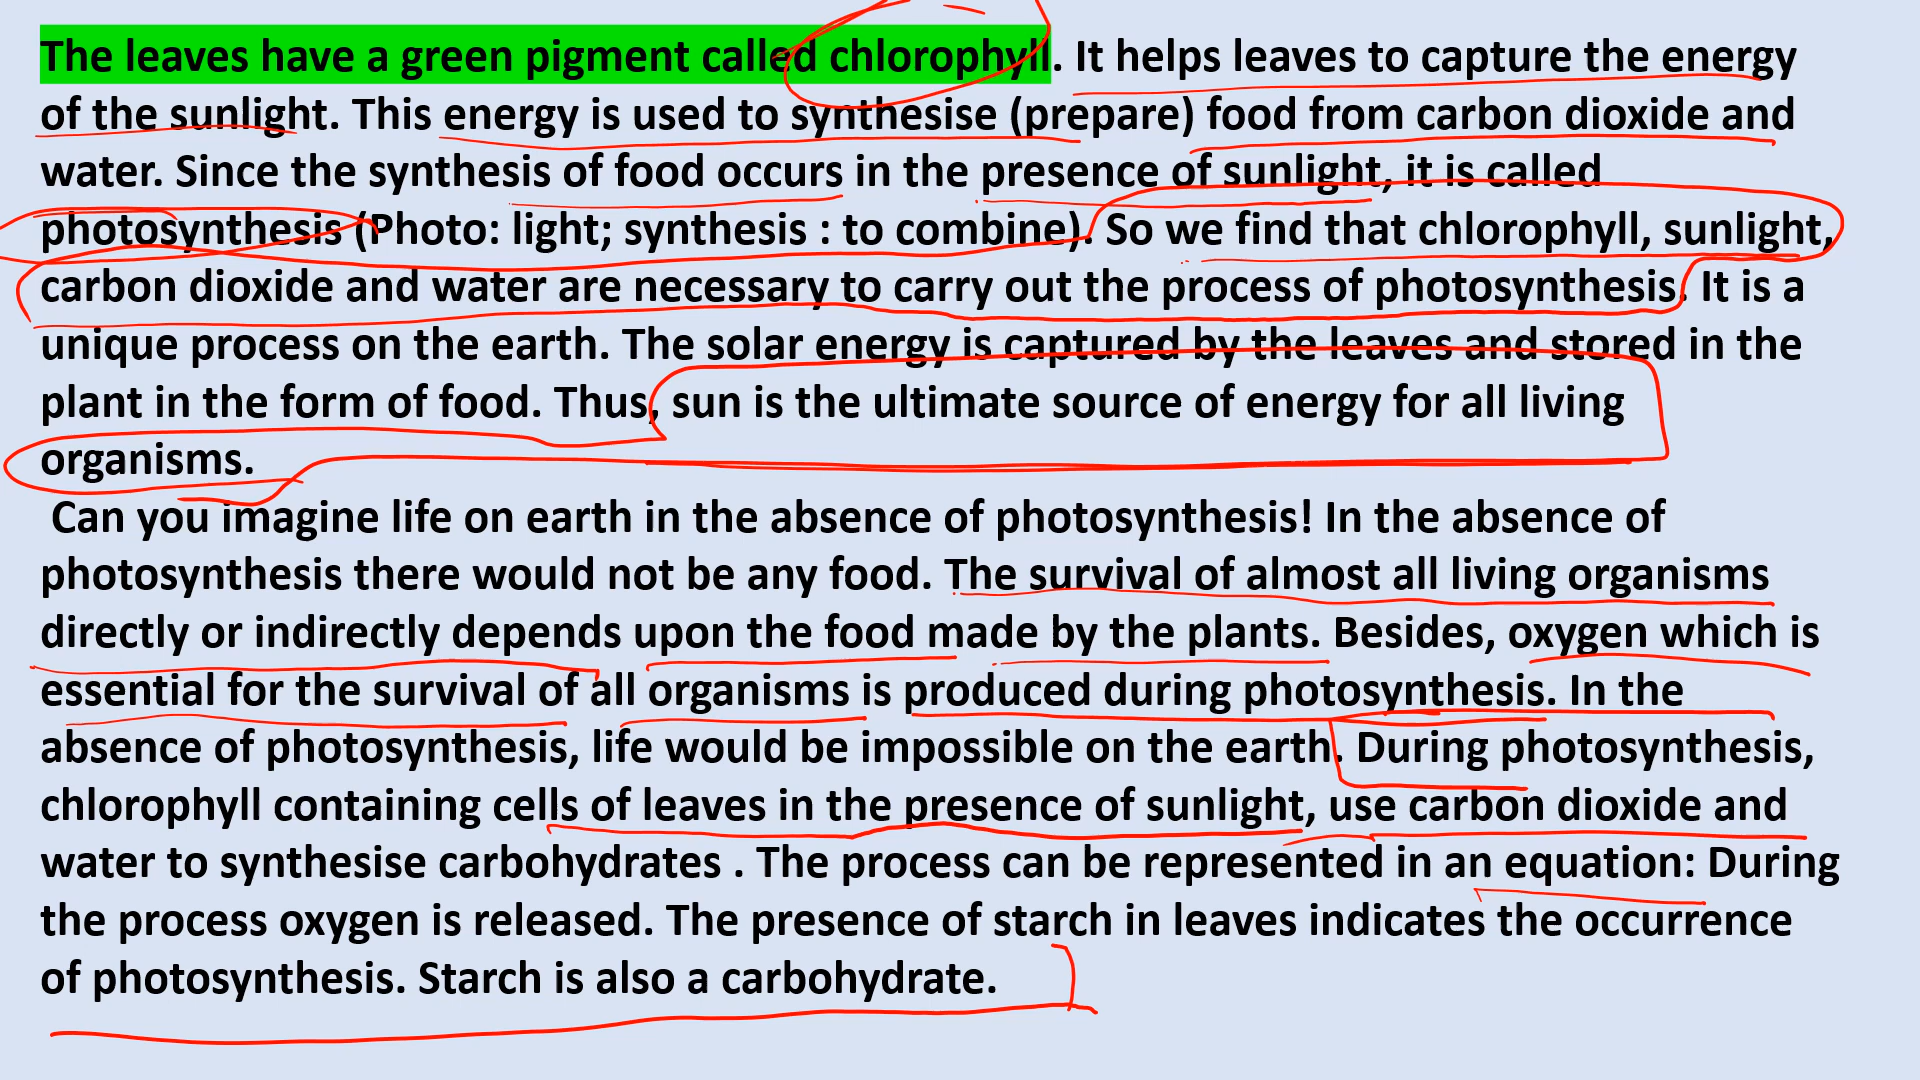 The leaves have a green pigment called chlorophyll. It helps leaves to capture the energy
of the sunlight. This energy is used to synthesise (prepare) food from carbon dioxide and
water. Since the synthesis of food occurs in the presence of sunlight, it is called
photosynthesis (Photo: light; synthesis : to combine). So we find that chlorophyll, sunlight,
carbon dioxide and water are necessary to carry out the process of photosynthesis. It is a
unique process on the earth. The solar energy is captured by the leaves and stored in the
plant in the form of food. Thus, sun is the ultimate source of energy for all living
organisms.
Can you imagine life on earth in the absence of photosynthesis! In the absence of
photosynthesis there would not be any food. The survival of almost all living organisms
directly or indirectly depends upon the food made by the plants. Besides, oxygen which is
essential for the survival of all organisms is produced during photosynthesis. In the
absence of photosynthesis, life would be impossible on the earth. During photosynthesis,
chlorophyll containing cells of leaves in the presence of sunlight, use carbon dioxide and
water to synthesise carbohydrates . The process can be represented in an equation: During
the process oxygen is released. The presence of starch in leaves indicates the occurrence
of photosynthesis. Starch is also a carbohydrate.